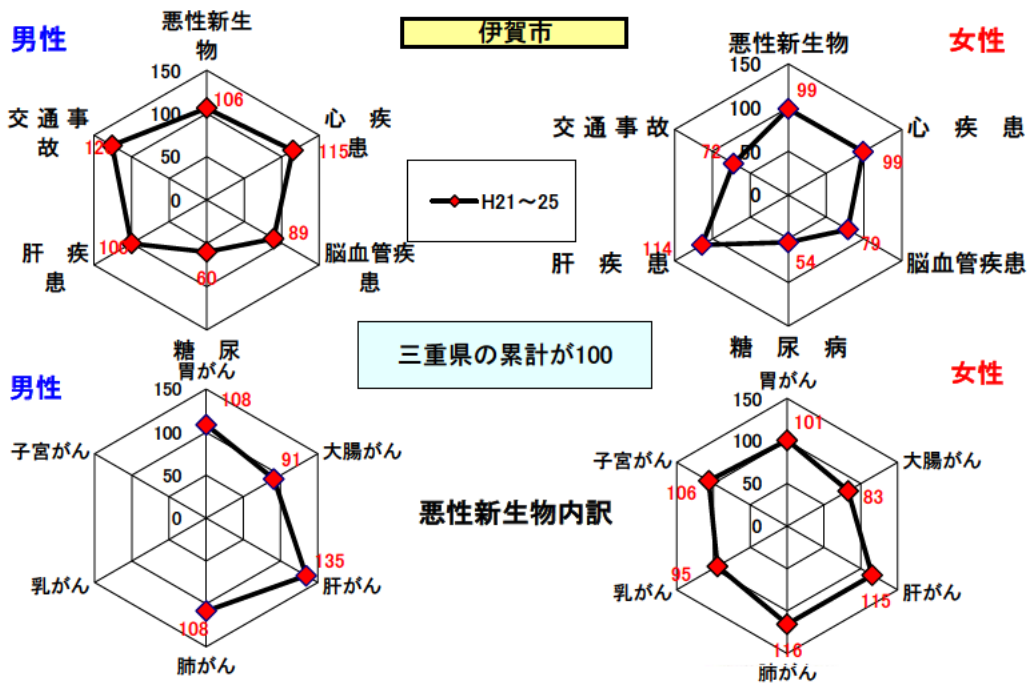 伊賀市
男性
悪性新生
物
150
100
50
0
106
心 疾
患
115
89
脳血管疾
患
60
糖 尿
肝 疾
患
交 通 事
故
女性
悪性新生物
150
100
50
0
99
心 疾 患
99
79
脳血管疾患
54
糖 尿 病
114
肝 疾 患
72
交 通 事 故
H21～25
三重県の累計が100
男性
胃がん
150
100
50
0
108
大腸がん
91
135
肝がん
108
肺がん
乳がん
子宮がん
悪性新生物内訳
女性
胃がん
150
100
50
0
101
大腸がん
83
115
肝がん
116
肺がん
95
乳がん
106
子宮がん